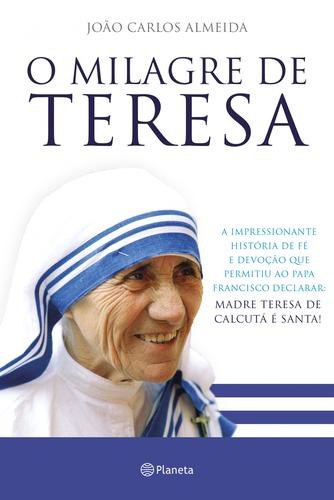 JOÃO CARLOS ALMEIDA
O MILAGRE DE
TERESA
A IMPRESSIONANTE
HISTÓRIA DE FÉ
E DEVOÇÃO QUE
PERMITIU AO PAPA
FRANCISCO DECLARAR:
MADRE TERESA DE
CALCUTÁ É SANTA!
Planeta